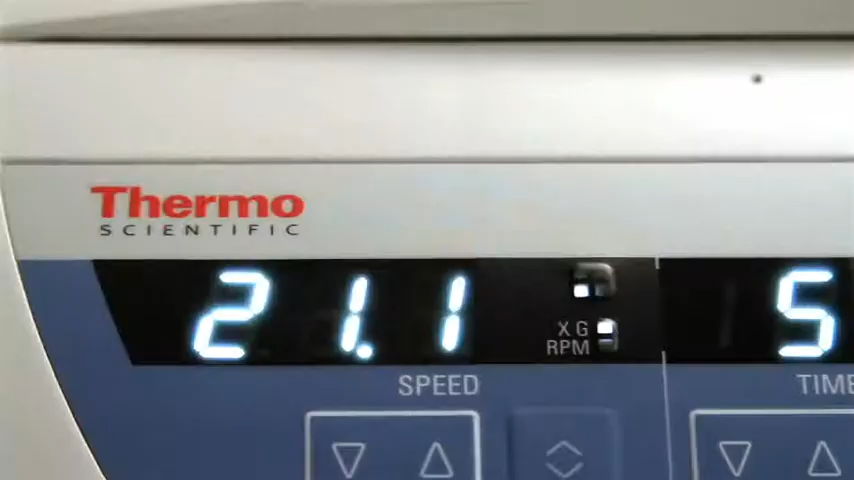 Thermo
SCIENTIFIC
21.1
5
X G
RPM
SPEED
TIME